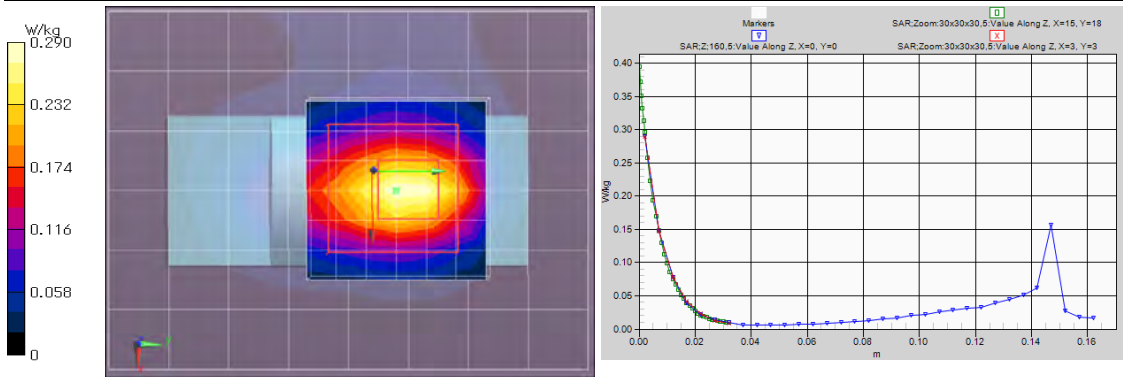 W/kg
0.290
0.232
0.174
0.116
0.058
0
Markers
SAR;Zoom:30x30x30,5:Value Along Z, X=15, Y=18
SAR;Z;160,5:Value Along Z, X=0, Y=0
SAR;Zoom:30x30x30,5:Value Along Z, X=3, Y=3
W/kg
0.40
0.35
0.30
0.25
0.20
0.15
0.10
0.05
0.00
0.00 0.02 0.04 0.06 0.08 0.10 0.12 0.14 0.16
m